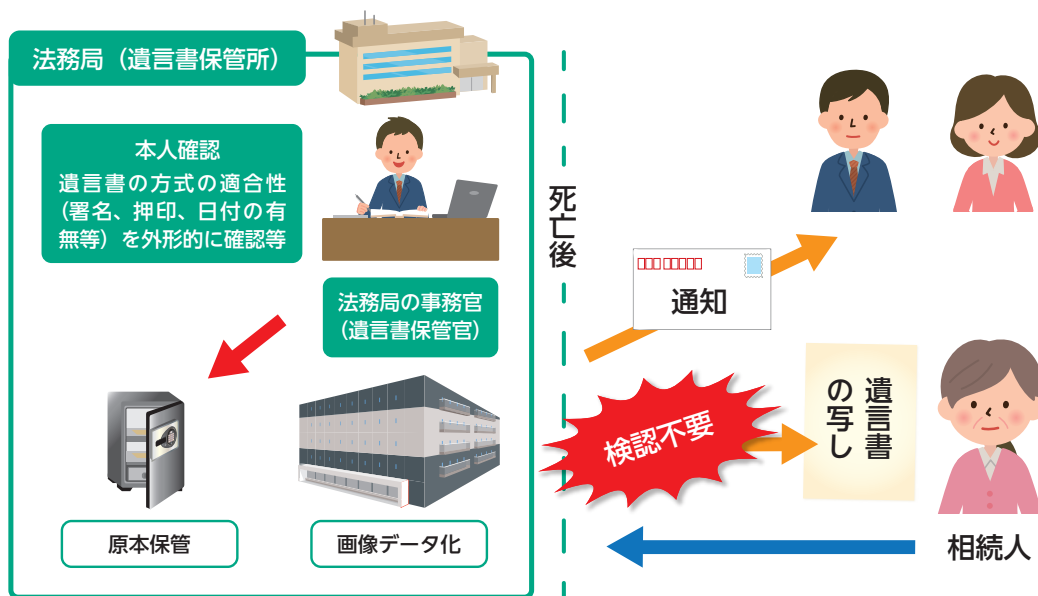 法務局（遺言書保管所）
本人確認
遺言書の方式の適合性
（署名、押印、日付の有
無等）を外形的に確認等
法務局の事務官
（遺言書保管官）
原本保管
画像データ化
死亡後
通知
検認不要
遺言書
の写し
相続人